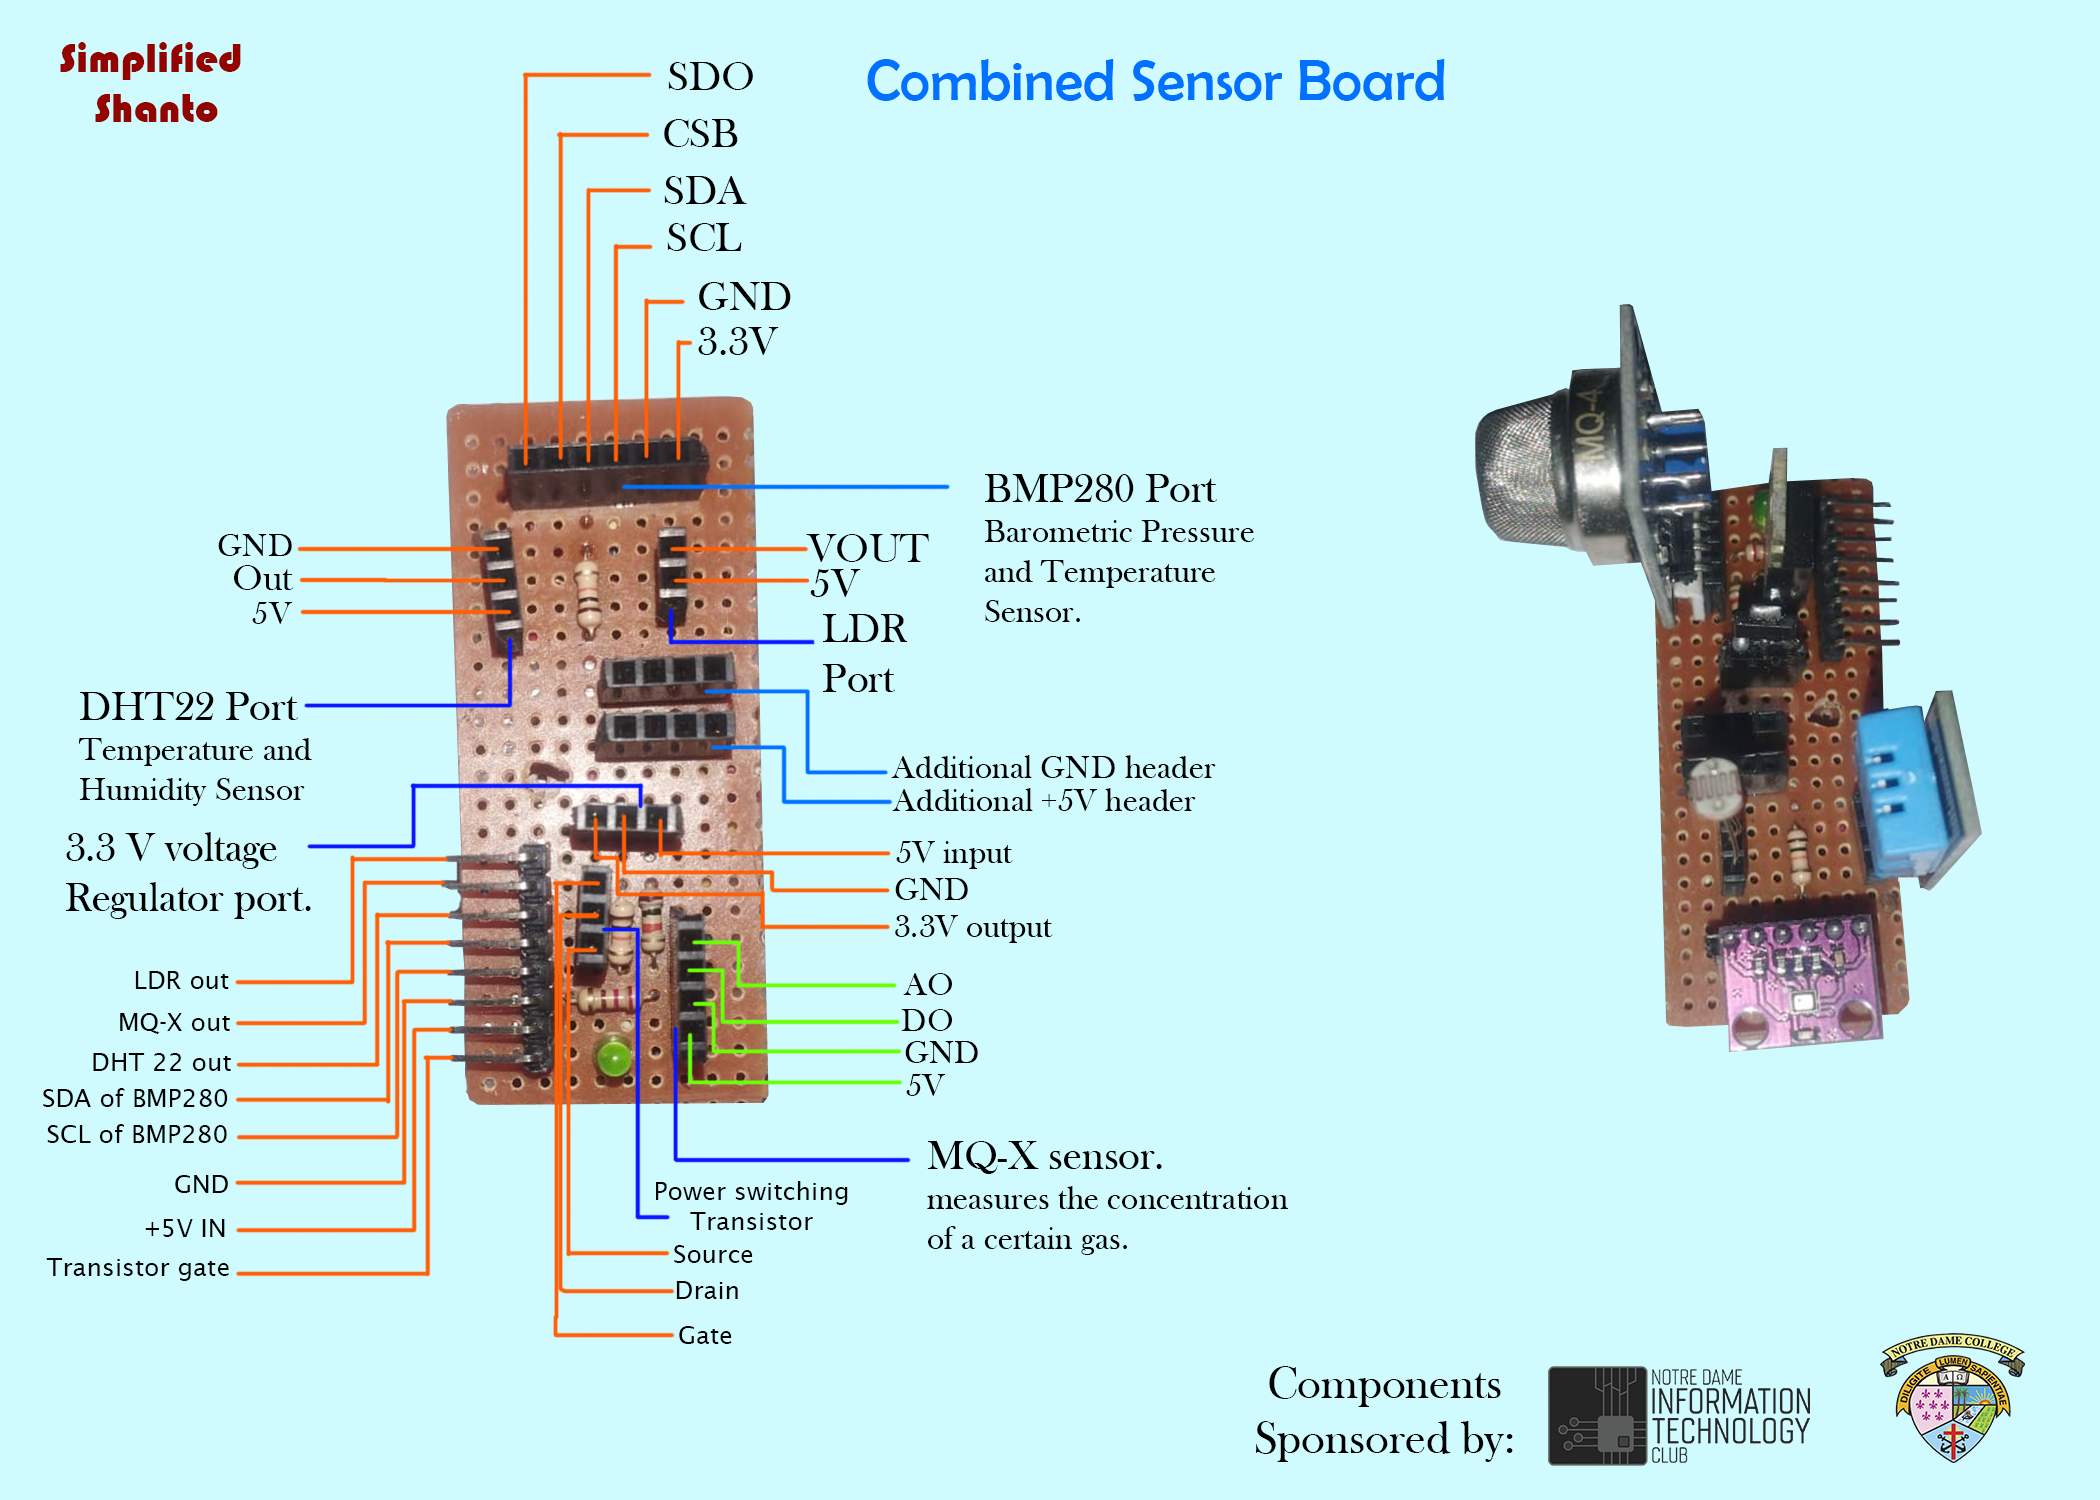 Simplified
Shanto
Combined Sensor Board
SDO
CSB
SDA
SCL
GND
3.3V
BMP280 Port
Barometric Pressure
and Temperature
Sensor.
GND
Out
5V
VOUT
5V
LDR
Port
DHT22 Port
Temperature and
Humidity Sensor
Additional GND header
Additional +5V header
3.3 V voltage
Regulator port.
5V input
GND
3.3V output
LDR out
MQ-X out
DHT 22 out
SDA of BMP280
SCL of BMP280
GND
+5V IN
Transistor gate
AO
DO
GND
5V
MQ-X sensor.
measures the concentration
of a certain gas.
Power switching
Transistor
Source
Drain
Gate
MQ-4
Components
Sponsored by:
NOTRE DAME
INFORMATION
TECHNOLOGY
CLUB
NOTRE DAME COLLEGE
DILIGITE LUMEN SAPIENTIAE
A Ω